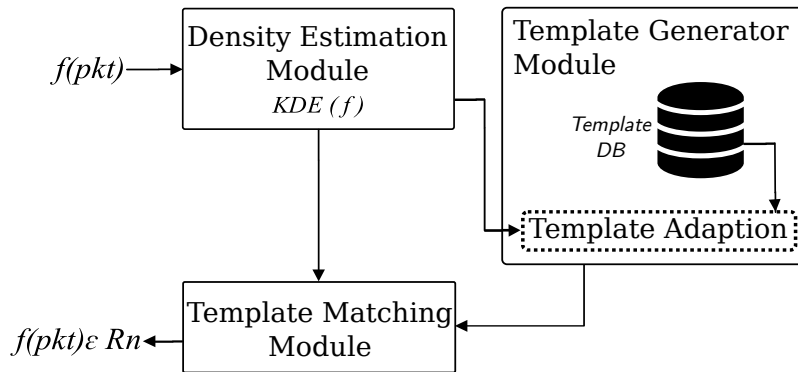 f(pkt)
Density Estimation
Module
KDE (f)
Template Generator
Module
Template
DB
Template Adaption
Template Matching
Module
f(pkt)ε Rn